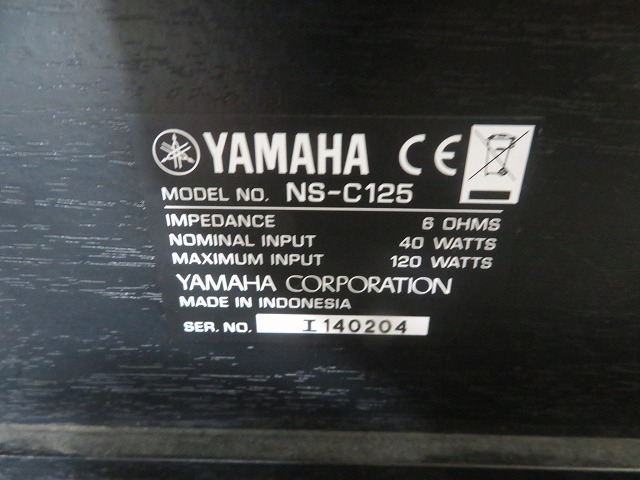 YAMAHA CE
MODEL NO. NS-C125
IMPEDANCE 6 OHMS
NOMINAL INPUT 40 WATTS
MAXIMUM INPUT 120 WATTS
YAMAHA CORPORATION
MADE IN INDONESIA
SER. NO. I 140204